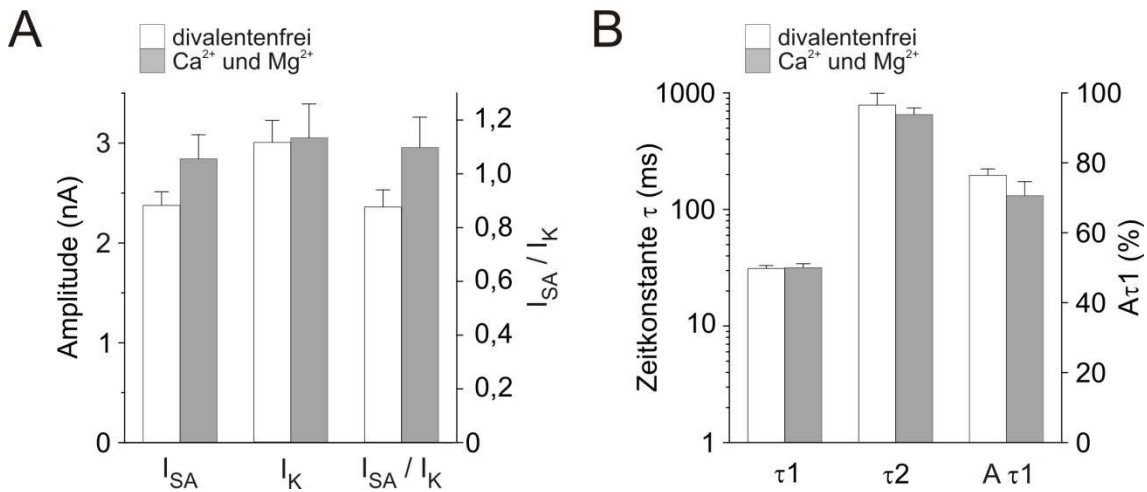 A
divalentenfrei
Ca²⁺ und Mg²⁺
Amplitude (nA)
3
2
1
0
1,2
1,0
0,8
0,6
0,4
0,2
0
I_SA / I_K
I_SA
I_K
I_SA / I_K
B
divalentenfrei
Ca²⁺ und Mg²⁺
Zeitkonstante τ (ms)
1000
100
10
1
100
80
60
40
20
0
Aτ1 (%)
τ1
τ2
A τ1